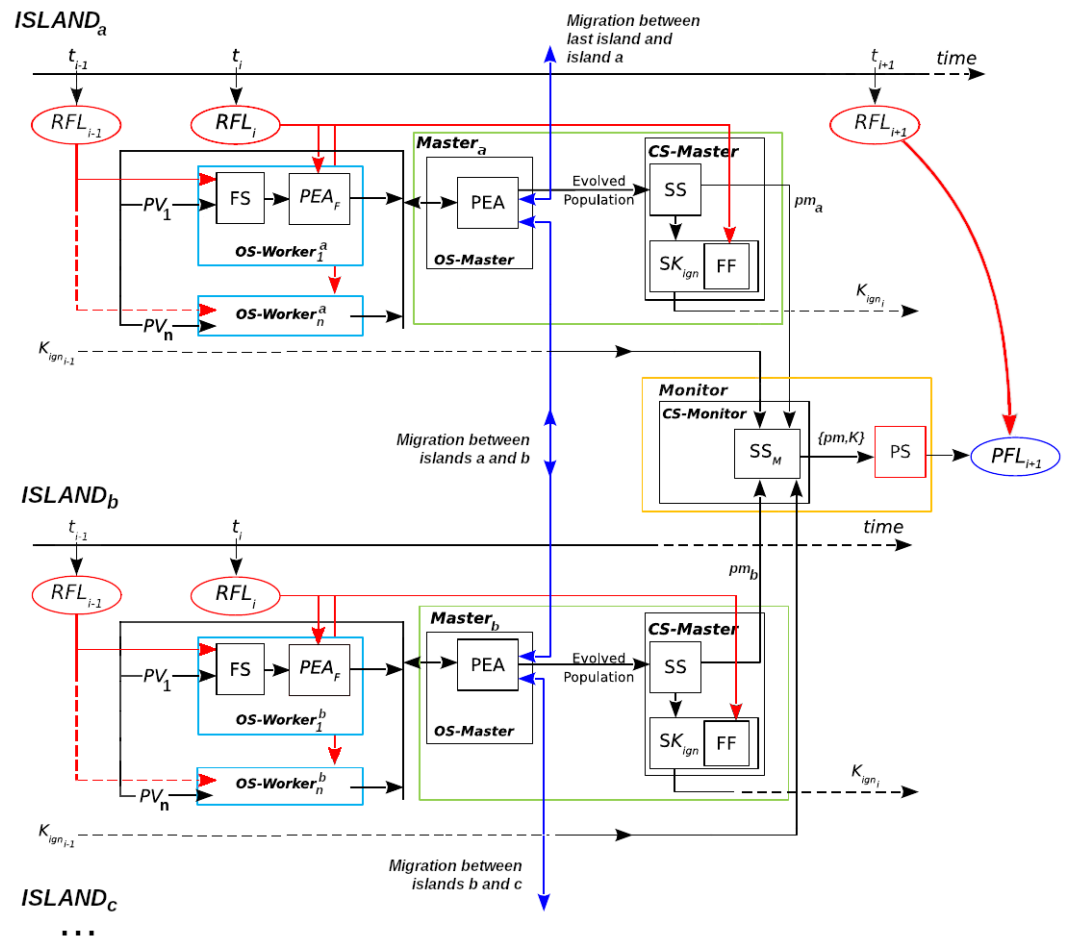 ISLANDa
Migration between
last island and
island a
ti-1
ti
ti+1
time
RFLi-1
RFLi
RFLi+1
Mastera
CS-Master
FS
PEAF
PEA
Evolved
Population
SS
PV1
pma
OS-Worker1a
OS-Master
SKign
FF
OS-Workerna
PVn
Kigni
Kigni-1
Monitor
CS-Monitor
Migration between
islands a and b
SSM
{pm,K}
PS
PFLi+1
ISLANDb
ti-1
ti
time
RFLi-1
RFLi
pmb
Masterb
CS-Master
FS
PEAF
PEA
Evolved
Population
SS
PV1
OS-Worker1b
OS-Master
SKign
FF
OS-Workernb
PVn
Kigni
Kigni-1
Migration between
islands b and c
ISLANDc
...